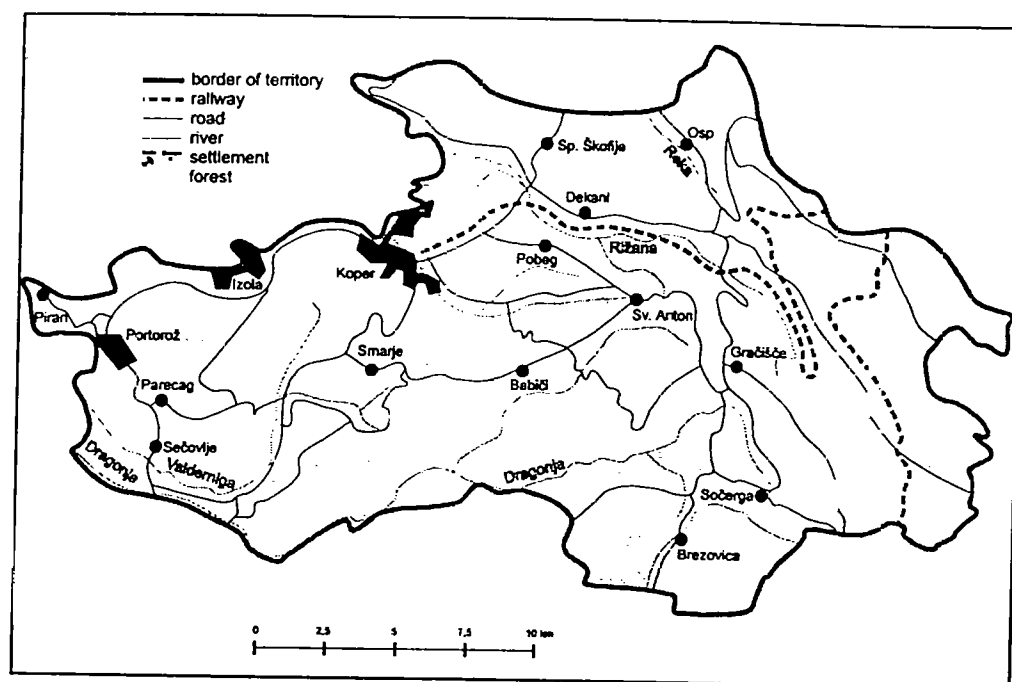 border of territory
railway
road
river
settlement
forest
Sp. Škofije
Osp
Reka
Dekani
Rižana
Pobeg
Koper
Izola
Piran
Portorož
Sv. Anton
Gračišče
Smarje
Babiči
Parecag
Sečovlje
Dragonja
Valderniga
Dragonja
Sočerga
Brezovica
0 2,5 5 7,5 10 km